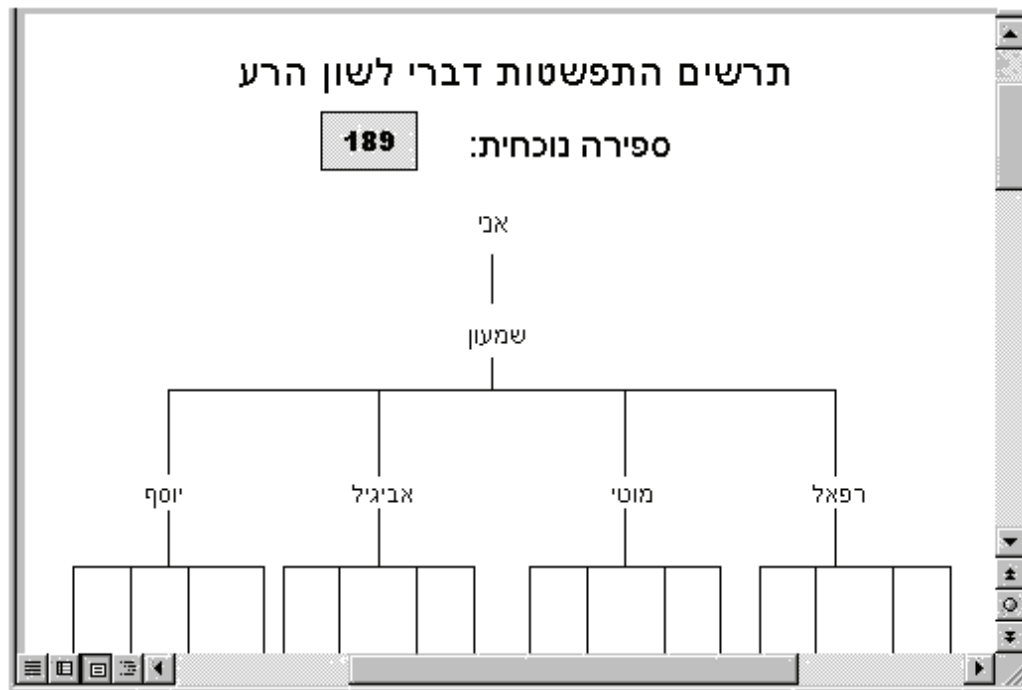 תרשים התפשטות דברי לשון הרע
ספירה נוכחית: 189
אני
שמעון
רפאל מוטי אביגיל יוסף